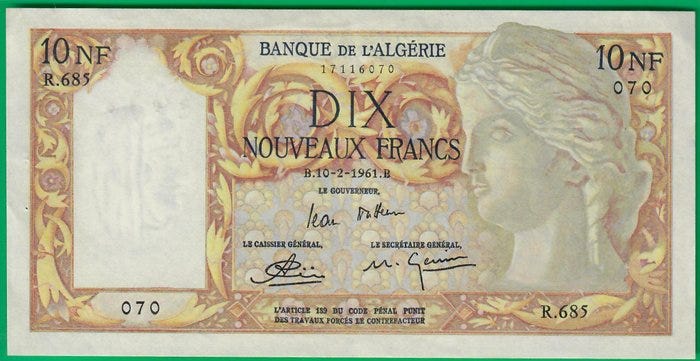 10 NF
R.685
BANQUE DE L'ALGÉRIE
17116070
10 NF
070
DIX
NOUVEAUX FRANCS
B.10-2-1961.B
LE GOUVERNEUR,
LE CAISSIER GÉNÉRAL,
LE SECRÉTAIRE GÉNÉRAL,
070
R.685
L'ARTICLE 139 DU CODE PÉNAL PUNIT
DES TRAVAUX FORCÉS LE CONTREFACTEUR